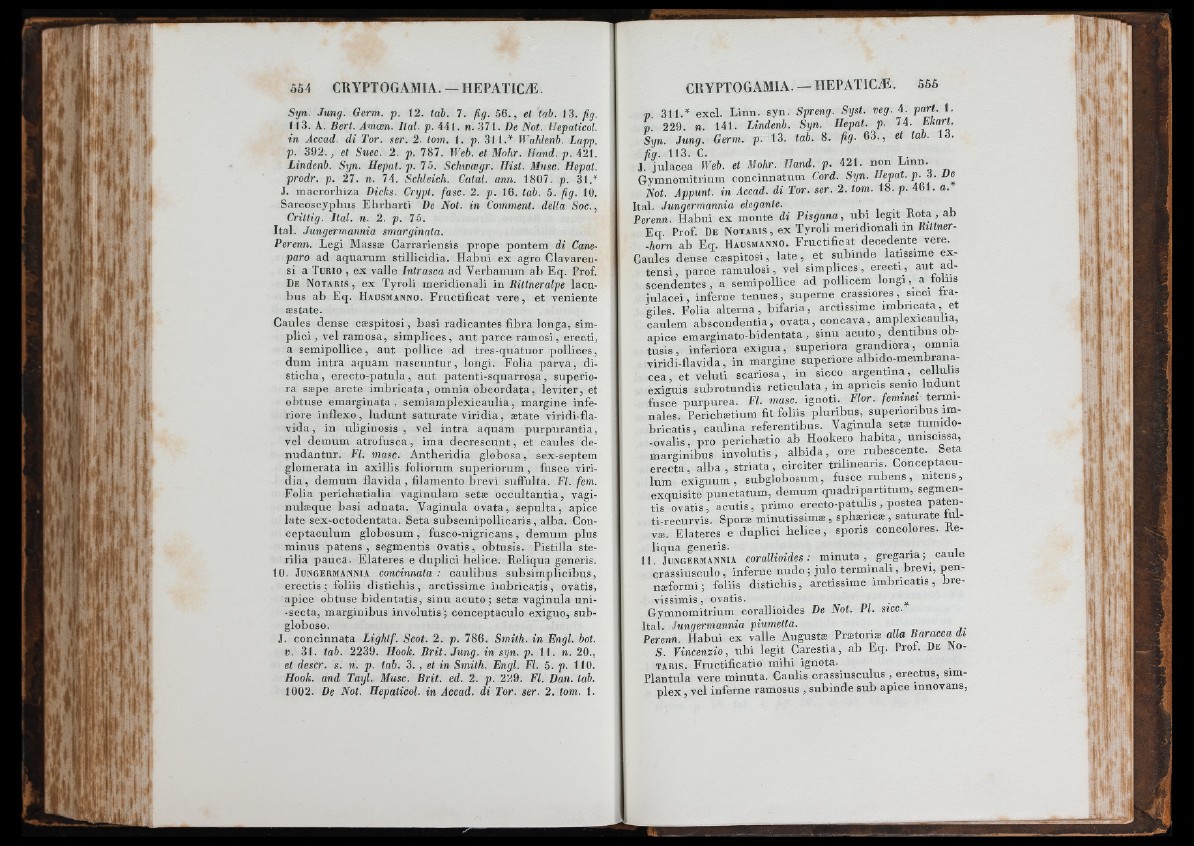 554 CRYPTOGAMIA. — HEPATICÆ.
Syn. Jung. Germ. p. 12. tab. 7. fig. 56., et tab. 13. fig.
113. A. Bert. Amœn. Ital. p. 441. n. 371. De Not. Hepaticol.
in Accad. di Tor. ser. 2. tom. 1. p. 311.* Wahlenb. Lapp.
p. 392., et Suec. 2. p. 787. Web. et Mohr. Hand. p. 421.
Lindenb. Syn. Hepat. p. 75. Schwægr. Hist. Musc. Hepat.
prodr. p. 27. n. 74. Schleich. Catal. ann. 1807. p. 31.*
J. macrorhiza Dicks. Crypt. fasc. 2. p. 16. tab. 5. fig. 10.
Sarcoscyphus Ehrharti De Not. in Comment. della Soc.,
Crittig. Ital. n. 2. p. 75.
Ital. Jungermannia smarginata.
Perenn. Legi Massæ Carrariensis prope pontem di Cane-
paro ad aquarum stillicidia. Habui ex agro Clavaren-
si a Turio, ex valle Intrasca ad Verbanum ab Eq. Prof.
De Notaris, ex Tyroli meridionali in Rittneralpe lacu-
bus ab Eq. Hausmanno. Fructificat vere, et veniente
æstate.
Caules dense cæspitosi, basi radicantes fibra longa, sim-
plici, vel ramosa, simplices, aut parce ramosi, erecti,
a semipollice, aut pollice ad tres-quatuor pollices,
dum intra aquam nascuntur, longi. Folia parva, di-
sticha, erecto-patula, aut patenti-squarrosa, superio-
ra sæpe arcte imbricata, omnia obcordata, leviter, et
obtuse emarginata, semiamplexicaulia, margine infe-
riore inflexo, ludunt saturate viridia, ætate viridi-fla-
vida, in uliginosis, vel intra aquam purpurantia,
vel demum atrofusca, ima decrescunt, et caules de-
nudantur. Fl. masc. Antheridia globosa, sex-septem
glomerata in axillis foliorum superiorum, fusce viri-
dia, demum flavida, filamento brevi suffulta. Fl. fem.
Folia perichætialia vaginulam setæ occultantia, vagi-
nulæque basi adnata. Vaginula ovata, sepulta, apice
late sex-octodentata. Seta subsemipollicaris, alba. Con-
ceptaculum globosum, fusco-nigricans, demum plus
minus patens, segmentis ovatis, obtusis. Pistilla ste-
rilia pauca. Elateres e duplici helice. Reliqua generis.
10. Jungermannia concinnata : caulibus subsimplicibus,
erectis; foliis distichis, arctissime imbricatis, ovatis,
apice obtuse bidentatis, sinu acuto; setæ vaginula uni-
-secta, marginibus involutis; conceptaculo exiguo, sub-
globoso.
J. concinnata Lightf. Scot. 2. p. 786. Smith. in Engl. bot.
v. 31. tab. 2239. Hook. Brit. Jung. in syn. p. 11. n. 20.,
et descr. s. n. p. tab. 3., et in Smith. Engl. Fl. 5. p. 110.
Hook. and Tayl. Musc. Brit. ed. 2. p. 229. Fl. Dan. tab.
1002. De Not. Hepaticol. in Accad. di Tor. ser. 2. tom. 1.
CRYPTOGAMIA. — HEPATICÆ. 555
p. 311.* excl. Linn. syn. Spreng. Syst. veg. 4. part. 1.
p. 229. n. 141. Lindenb. Syn. Hepat. p. 74. Ekart.
Syn. Jung. Germ. p. 13. tab. 8. fig. 63., et tab. 13.
fig. 113. C.
J. julacea Web. et Mohr. Hand. p. 421. non Linn.
Gymnomitrium concinnatum Cord. Syn. Hepat. p. 3. De
Not. Appunt. in Accad. di Tor. ser. 2. tom. 18. p. 461. a.*
Ital. Jungermannia elegante.
Perenn. Habui ex monte di Pisgana, ubi legit Rota, ab
Eq. Prof. De Notaris, ex Tyroli meridionali in Rittner-
-horn ab Eq. Hausmanno. Fructificat decedente vere.
Caules dense cæspitosi, late, et subinde latissime ex-
tensi, parce ramulosi, vel simplices, erecti, aut ad-
scendentes, a semipollice ad pollicem longi, a foliis
julacei, inferne tenues, superne crassiores, sicci fra-
giles. Folia alterna, bifaria, arctissime imbricata, et
caulem abscondentia, ovata, concava, amplexicaulia,
apice emarginato-bidentata, sinu acuto, dentibus ob-
tusis, inferiora exigua, superiora grandiora, omnia
viridi-flavida, in margine superiore albido-membrana-
cea, et veluti scariosa, in sicco argentina, cellulis
exiguis subrotundis reticulata, in apricis senio ludunt
fusce purpurea. Fl. masc. ignoti. Flor. feminei termi-
nales. Perichætium fit foliis pluribus, superioribus im-
bricatis, caulina referentibus. Vaginula setæ tumido-
-ovalis, pro perichætio ab Hookero habita, uniscissa,
marginibus involutis, albida, ore rubescente. Seta
erecta, alba, striata, circiter trilinearis. Conceptacu-
lum exiguum, subglobosum, fusce rubens, nitens,
exquisite punctatum, demum quadripartitum, segmen-
tis ovatis, acutis, primo erecto-patulis, postea paten-
ti-recurvis. Sporæ minutissimæ, sphæricæ, saturate ful-
væ. Elateres e duplici helice, sporis concolores. Re-
liqua generis.
11. Jungermannia corallioides : minuta, gregaria; caule
crassiusculo, inferne nudo; julo terminali, brevi, pen-
næformi; foliis distichis, arctissime imbricatis, bre-
vissimis, ovatis.
Gymnomitrium corallioides De Not. Pl. sicc.*
Ital. Jungermannia piumetta.
Perenn. Habui ex valle Augustæ Prætoriæ alla Baracca di
S. Vincenzio, ubi legit Carestia, ab Eq. Prof. De No-
taris. Fructificatio mihi ignota.
Plantula vere minuta. Caulis crassiusculus, erectus, sim-
plex, vel inferne ramosus, subinde sub apice innovans,